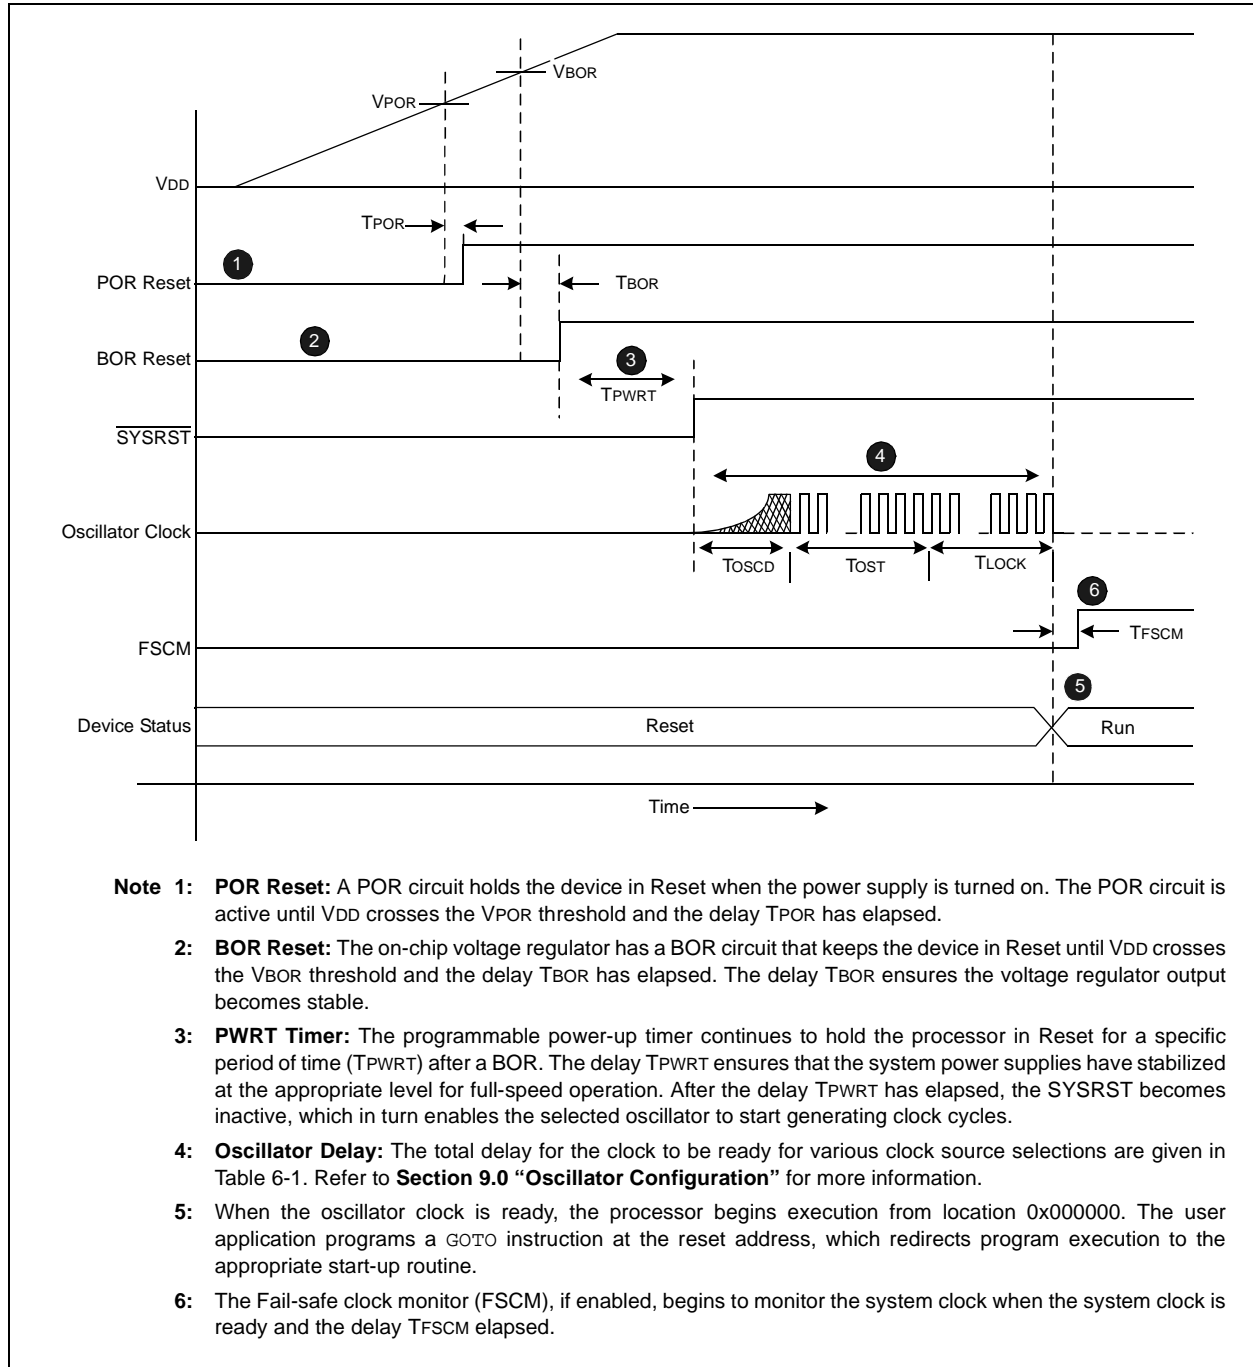 VBOR
VPOR
VDD
TPOR
1
POR Reset
TBOR
2
BOR Reset
3
TPWRT
SYSRST
4
Oscillator Clock
TOSCD
TOST
TLOCK
6
FSCM
TFSCM
5
Device Status
Reset
Run
Time
Note 1: POR Reset: A POR circuit holds the device in Reset when the power supply is turned on. The POR circuit is
active until VDD crosses the VPOR threshold and the delay TPOR has elapsed.
2: BOR Reset: The on-chip voltage regulator has a BOR circuit that keeps the device in Reset until VDD crosses
the VBOR threshold and the delay TBOR has elapsed. The delay TBOR ensures the voltage regulator output
becomes stable.
3: PWRT Timer: The programmable power-up timer continues to hold the processor in Reset for a specific
period of time (TPWRT) after a BOR. The delay TPWRT ensures that the system power supplies have stabilized
at the appropriate level for full-speed operation. After the delay TPWRT has elapsed, the SYSRST becomes
inactive, which in turn enables the selected oscillator to start generating clock cycles.
4: Oscillator Delay: The total delay for the clock to be ready for various clock source selections are given in
Table 6-1. Refer to Section 9.0 “Oscillator Configuration” for more information.
5: When the oscillator clock is ready, the processor begins execution from location 0x000000. The user
application programs a GOTO instruction at the reset address, which redirects program execution to the
appropriate start-up routine.
6: The Fail-safe clock monitor (FSCM), if enabled, begins to monitor the system clock when the system clock is
ready and the delay TFSCM elapsed.